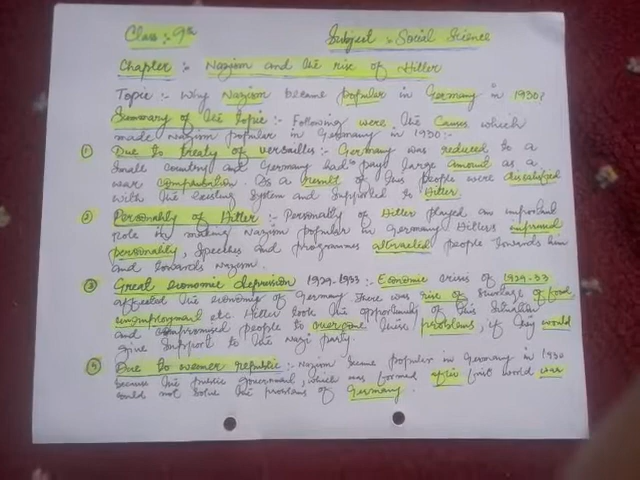 Class :- 9th Subject :- Social Science
Chapter :- Nazism and the rise of Hitler
Topic :- Why Nazism became popular in Germany in 1930?
Summary of the topic :- Following were the causes which
made Nazism popular in Germany in 1930:-
① Due to treaty of versailles :- Germany was reduced to a
small country and Germany had to pay large amount as a
war . As a result of this people were dissatisfied
with the existing system and supported to Hitler.
② Personality of Hitler :- Personality of Hitler played an important
role in making Nazism popular in Germany. Hitler's
personality, speeches and programmes attracted people towards him
and towards Nazism.
③ Great economic depression 1929-1933 :- Economic crisis of 1929-33
affected the economy of Germany. There was rise of shortage of food,
unemployment etc. Hitler took the opportunity of this situation
and people to overcome these problems, if they would
give support to the Nazi party.
⑤ Due to weimer republic :- Nazism became popular in Germany in 1930
because the public government, which was formed after first world war
could not solve the problems of Germany.